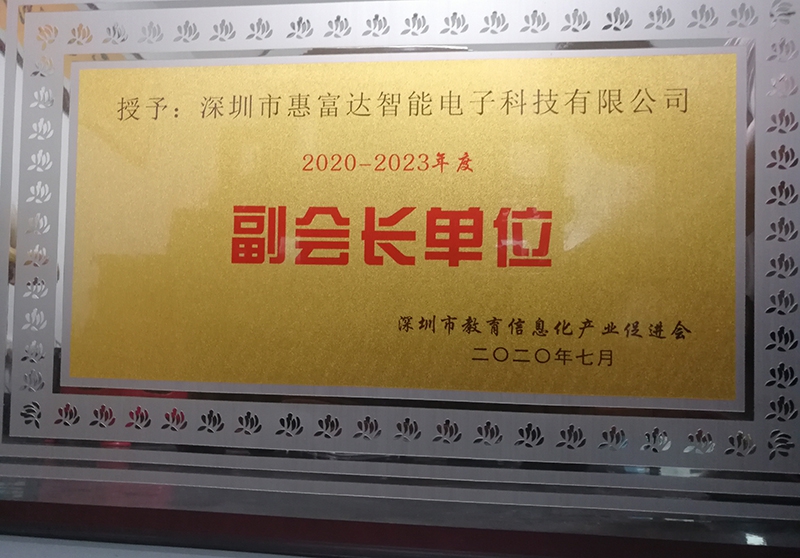 授予：深圳市惠富达智能电子科技有限公司
2020-2023年度
副会长单位
深圳市教育信息化产业促进会
二〇二〇年七月